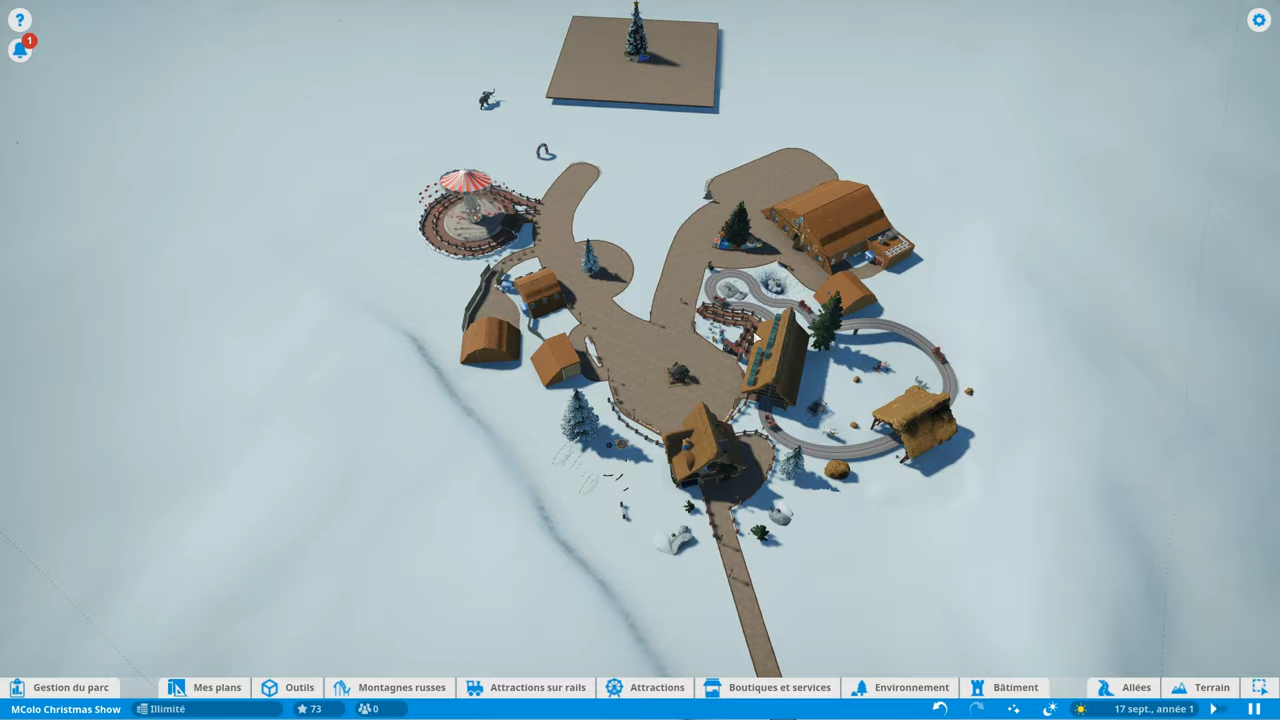 ?
1
Gestion du parc
Mes plans
Outils
Montagnes russes
Attractions sur rails
Attractions
Boutiques et services
Environnement
Bâtiment
Allées
Terrain
MColo Christmas Show
Illimité
73
0
17 sept., année 1